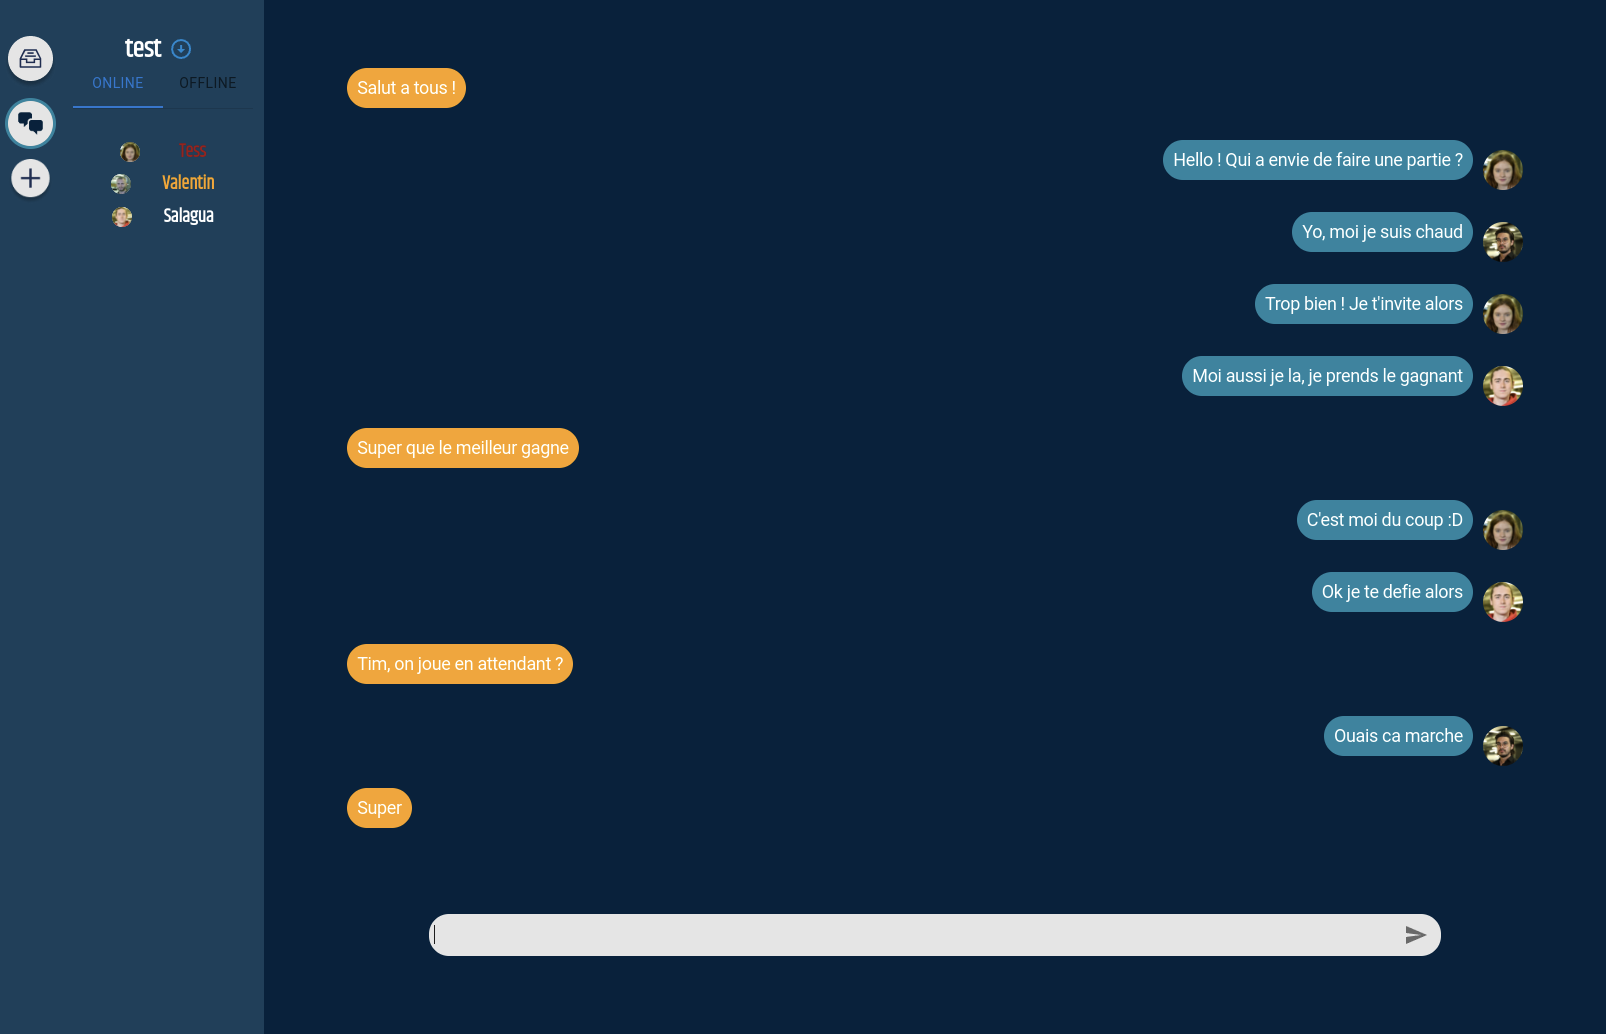 test
ONLINE OFFLINE
Tess
Valentin
Salagua
Salut a tous !
Hello ! Qui a envie de faire une partie ?
Yo, moi je suis chaud
Trop bien ! Je t'invite alors
Moi aussi je la, je prends le gagnant
Super que le meilleur gagne
C'est moi du coup :D
Ok je te defie alors
Tim, on joue en attendant ?
Ouais ca marche
Super